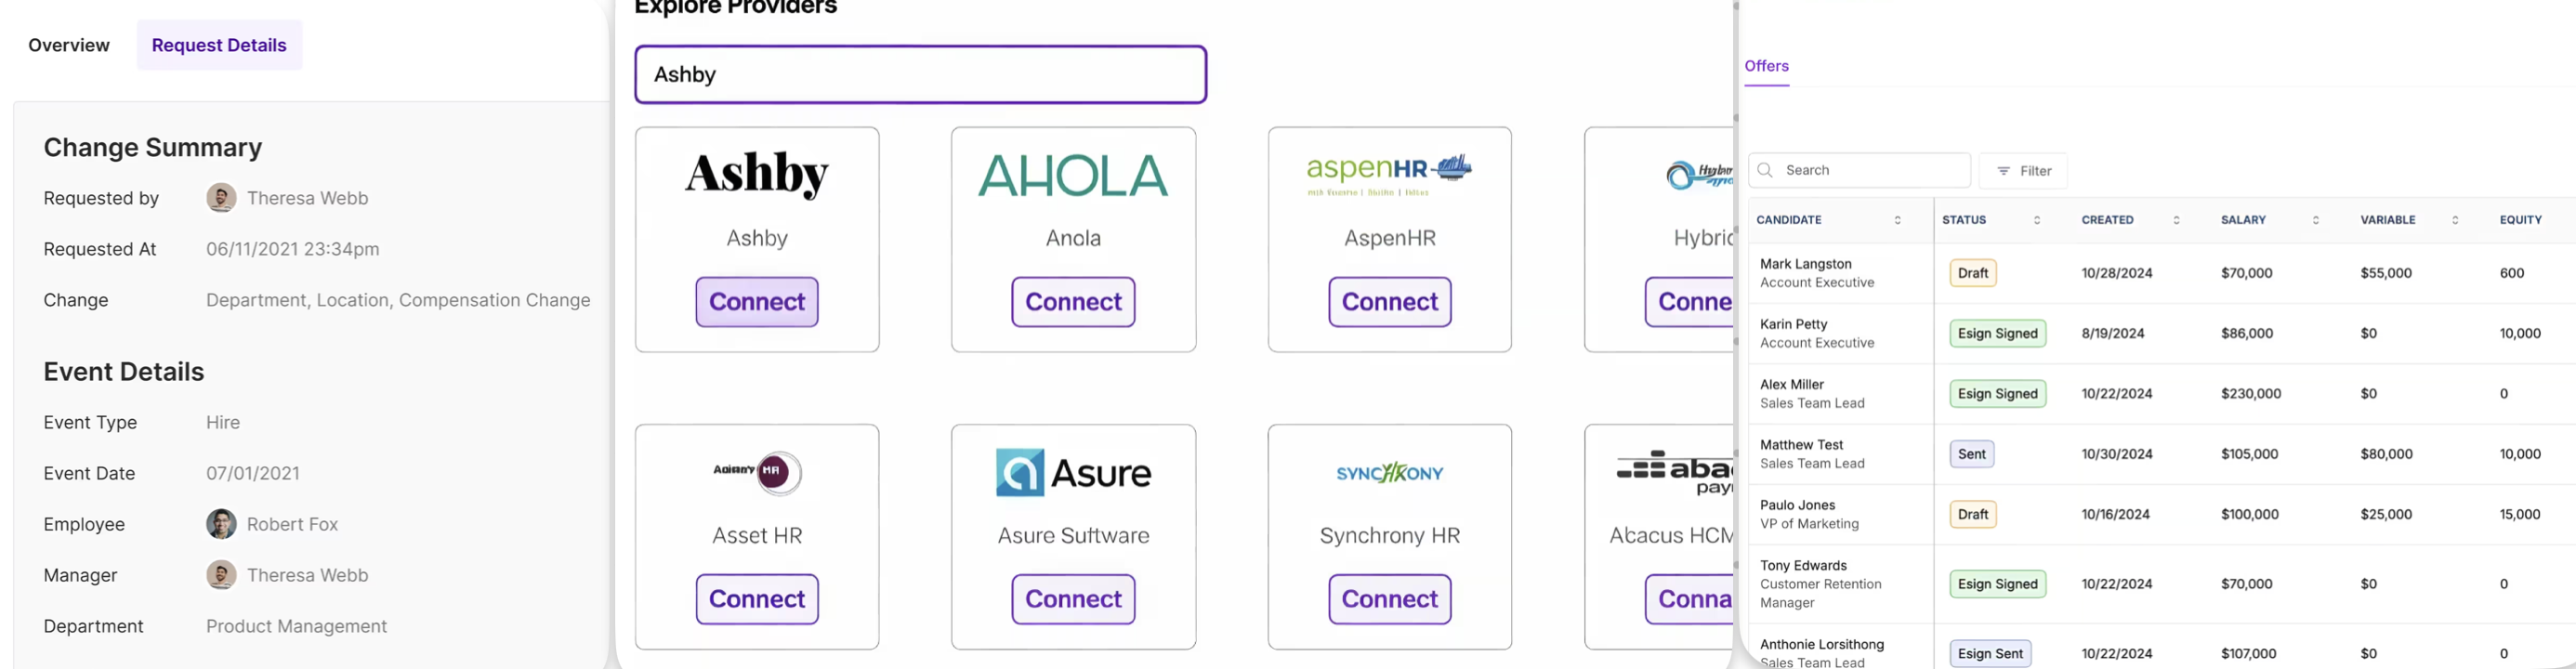 Overview Request Details
Change Summary
Requested by Theresa Webb
Requested At 06/11/2021 23:34pm
Change Department, Location, Compensation Change
Event Details
Event Type Hire
Event Date 07/01/2021
Employee Robert Fox
Manager Theresa Webb
Department Product Management
Explore Providers
Ashby
Ashby AHOLA aspenHR
Ashby Anola AspenHR Hybrid
Connect Connect Connect Conne
HR Asure SYNCHRONY aba
pay
Asset HR Asure Suftware Synchrony HR Abacus HCM
Connect Connect Connect Conna
Offers
Search Filter
CANDIDATE STATUS CREATED SALARY VARIABLE EQUITY
Mark Langston
Account Executive
Draft 10/28/2024 $70,000 $55,000 600
Karin Petty
Account Executive
Esign Signed 8/19/2024 $86,000 $0 10,000
Alex Miller
Sales Team Lead
Esign Signed 10/22/2024 $230,000 $0 0
Matthew Test
Sales Team Lead
Sent 10/30/2024 $105,000 $80,000 10,000
Paulo Jones
VP of Marketing
Draft 10/16/2024 $100,000 $25,000 15,000
Tony Edwards
Customer Retention
Manager
Esign Signed 10/22/2024 $70,000 $0 0
Anthonie Lorsithong
Sales Team Lead
Esign Sent 10/22/2024 $107,000 $0 0